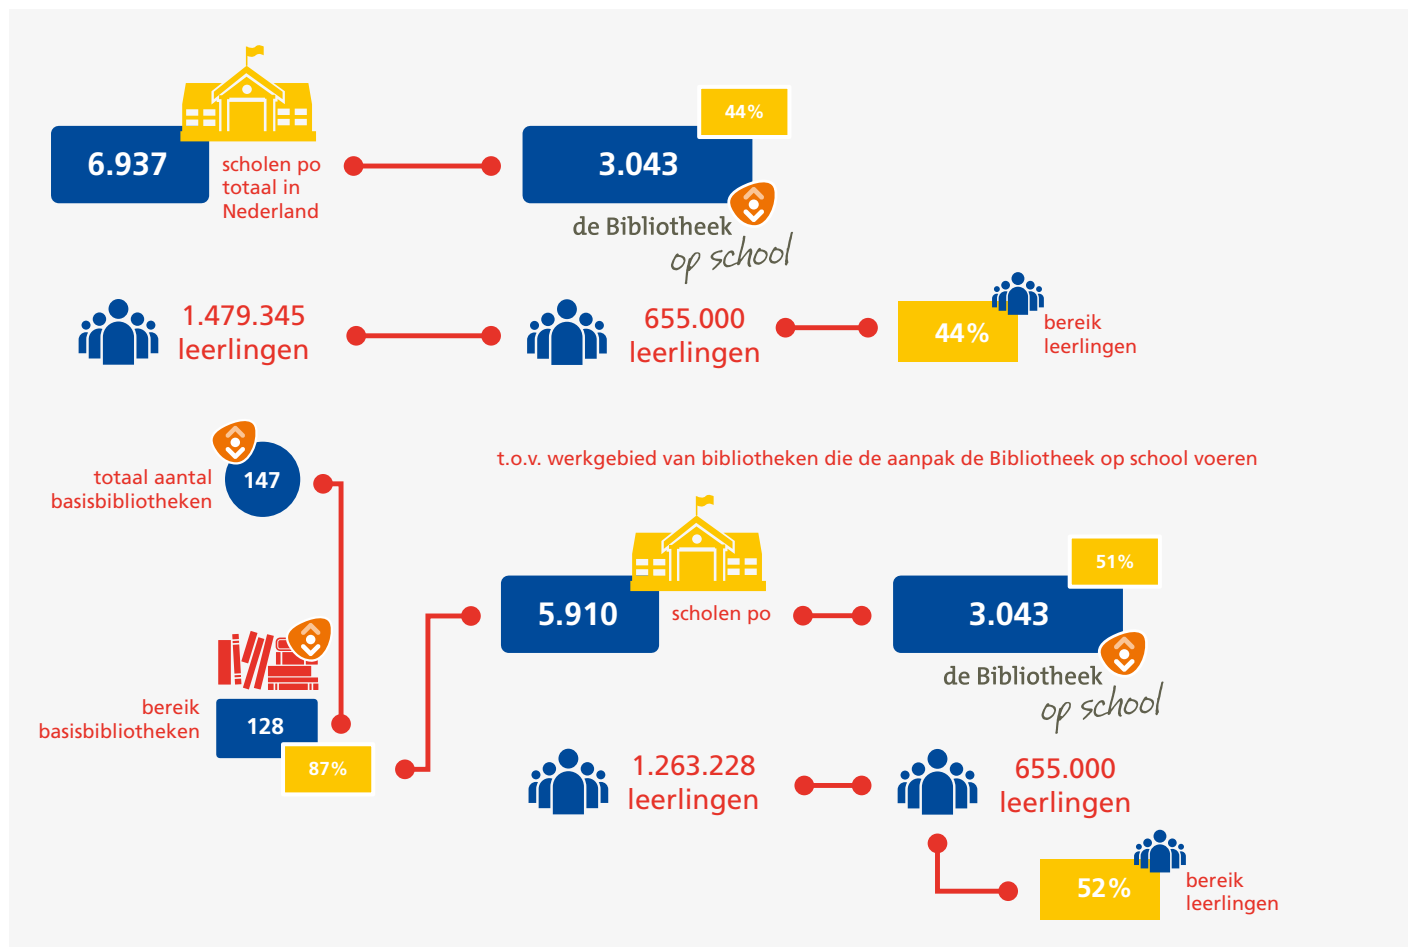 6.937
scholen po
totaal in
Nederland
44%
3.043
de Bibliotheek
op school
1.479.345
leerlingen
655.000
leerlingen
44%
bereik
leerlingen
totaal aantal
basisbibliotheken
147
bereik
basisbibliotheken
128
87%
t.o.v. werkgebied van bibliotheken die de aanpak de Bibliotheek op school voeren
5.910
scholen po
51%
3.043
de Bibliotheek
op school
1.263.228
leerlingen
655.000
leerlingen
52%
bereik
leerlingen